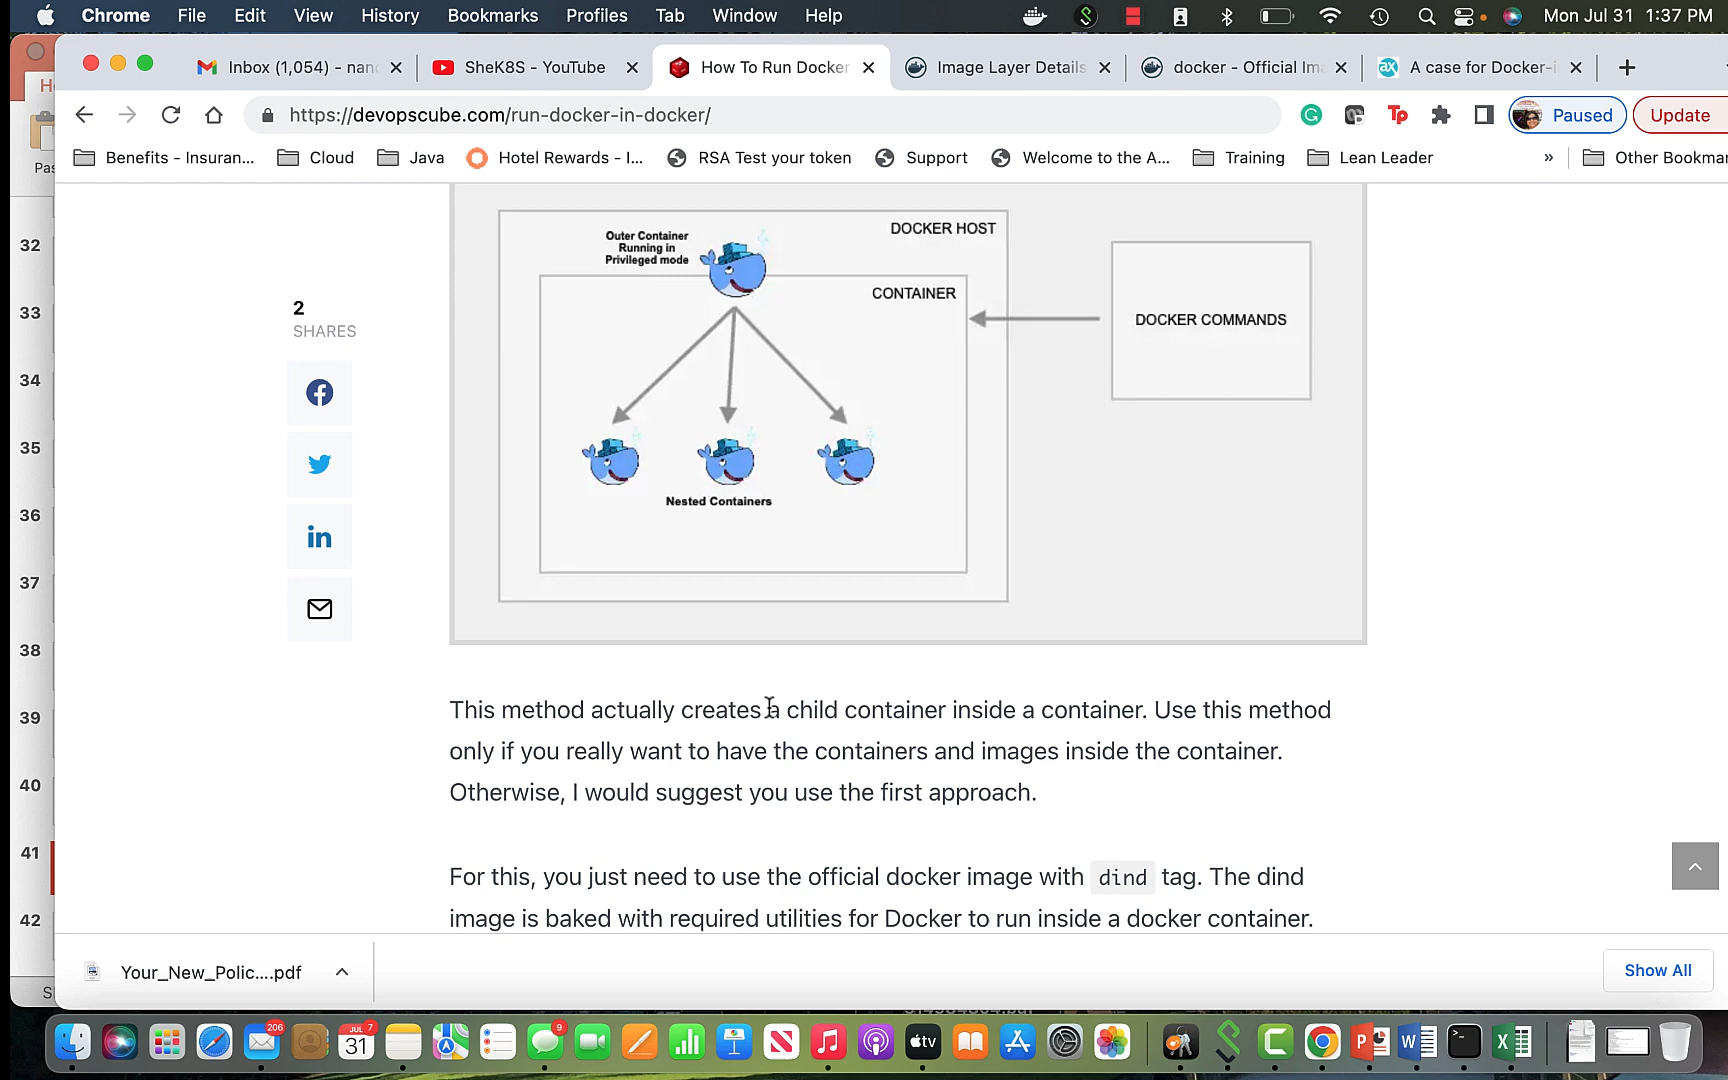 Chrome File Edit View History Bookmarks Profiles Tab Window Help Mon Jul 31 1:37 PM
Inbox (1,054) - nan SheK8S - YouTube How To Run Docker Image Layer Details docker - Official Im A case for Docker-i
https://devopscube.com/run-docker-in-docker/ Paused Update
Benefits - Insuran... Cloud Java Hotel Rewards - I... RSA Test your token Support Welcome to the A... Training Lean Leader » Other Bookmar
Pas
32
33
34
35
36
37
38
39
40
41
42
2
SHARES
Outer Container
Running in
Privileged mode
DOCKER HOST
CONTAINER
DOCKER COMMANDS
Nested Containers
This method actually creates a child container inside a container. Use this method
only if you really want to have the containers and images inside the container.
Otherwise, I would suggest you use the first approach.
For this, you just need to use the official docker image with dind tag. The dind
image is baked with required utilities for Docker to run inside a docker container.
Your_New_Polic....pdf
Show All
206
JUL 7
31
9
tv